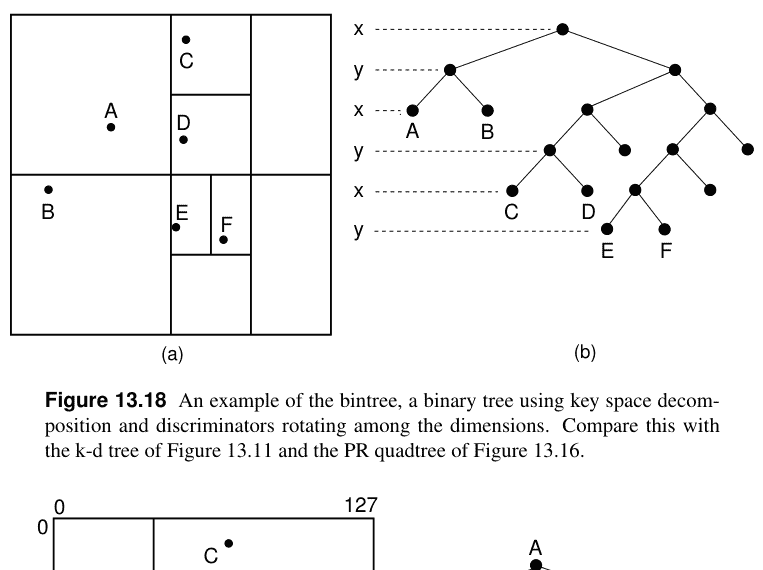 C
A
D
B
E
F
(a)
x
y
x
A
B
y
x
C
D
y
E
F
(b)
Figure 13.18 An example of the bintree, a binary tree using key space decom-
position and discriminators rotating among the dimensions. Compare this with
the k-d tree of Figure 13.11 and the PR quadtree of Figure 13.16.
0
127
0
C
A